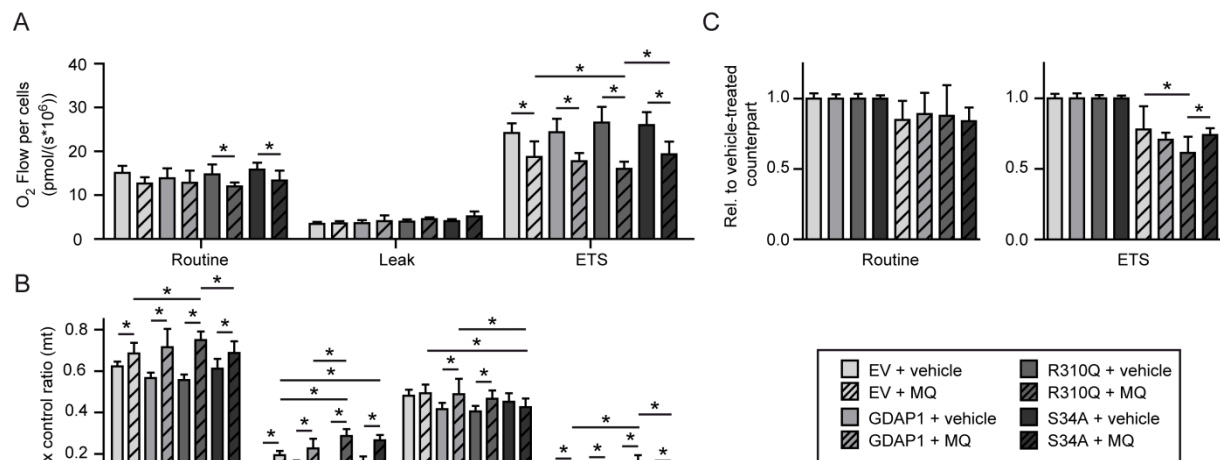 A
O2 Flow per cells
(pmol/(s*10⁶))
40
30
20
10
0
* * * * * * * *
Routine
Leak
ETS
C
Rel. to vehicle-treated
counterpart
1.0
0.5
0.0
Routine
1.0
0.5
0.0
* *
ETS
B
x control ratio (mt)
0.8
0.6
0.4
0.2
* * * * * *
* * * * * * *
* * * *
* * * * * *
EV + vehicle
EV + MQ
GDAP1 + vehicle
GDAP1 + MQ
R310Q + vehicle
R310Q + MQ
S34A + vehicle
S34A + MQ